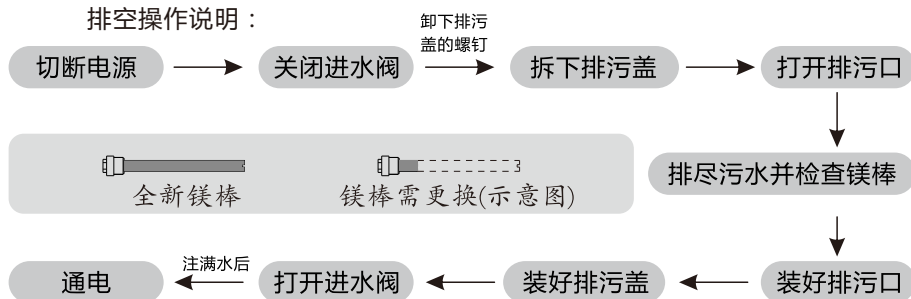 排空操作说明：
切断电源
关闭进水阀
卸下排污
盖的螺钉
拆下排污盖
打开排污口
排尽污水并检查镁棒
全新镁棒
镁棒需更换(示意图)
装好排污口
装好排污盖
打开进水阀
注满水后
通电